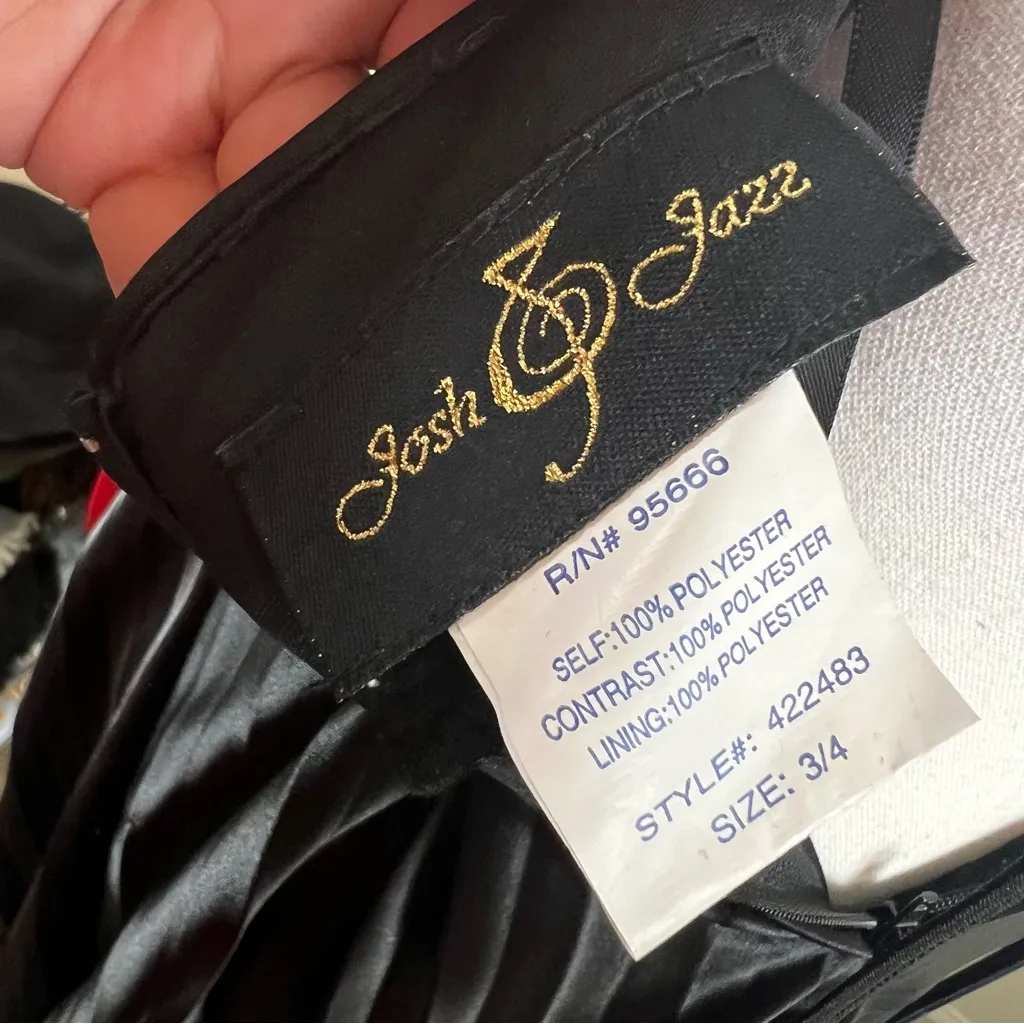 Josh Jazz
R/N# 95666
SELF:100% POLYESTER
CONTRAST:100% POLYESTER
LINING:100% POLYESTER
STYLE#: 422483
SIZE: 3/4